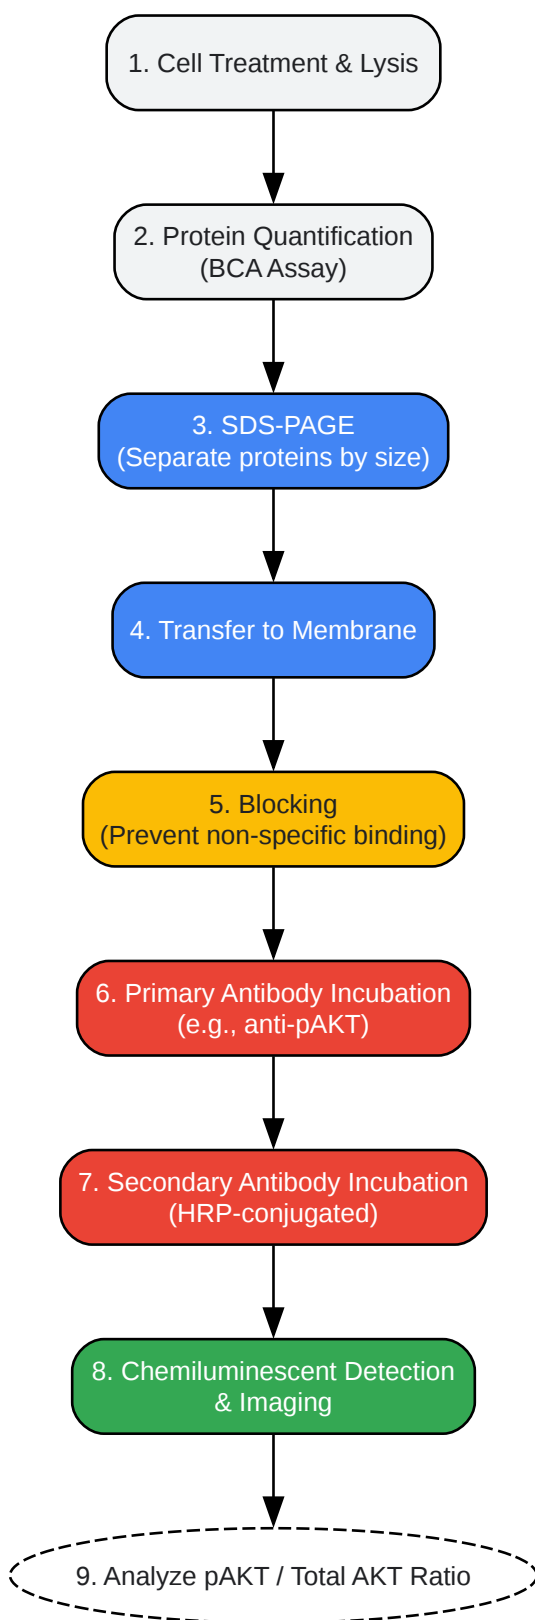 1. Cell Treatment & Lysis
2. Protein Quantification
(BCA Assay)
3. SDS-PAGE
(Separate proteins by size)
4. Transfer to Membrane
5. Blocking
(Prevent non-specific binding)
6. Primary Antibody Incubation
(e.g., anti-pAKT)
7. Secondary Antibody Incubation
(HRP-conjugated)
8. Chemiluminescent Detection
& Imaging
9. Analyze pAKT / Total AKT Ratio